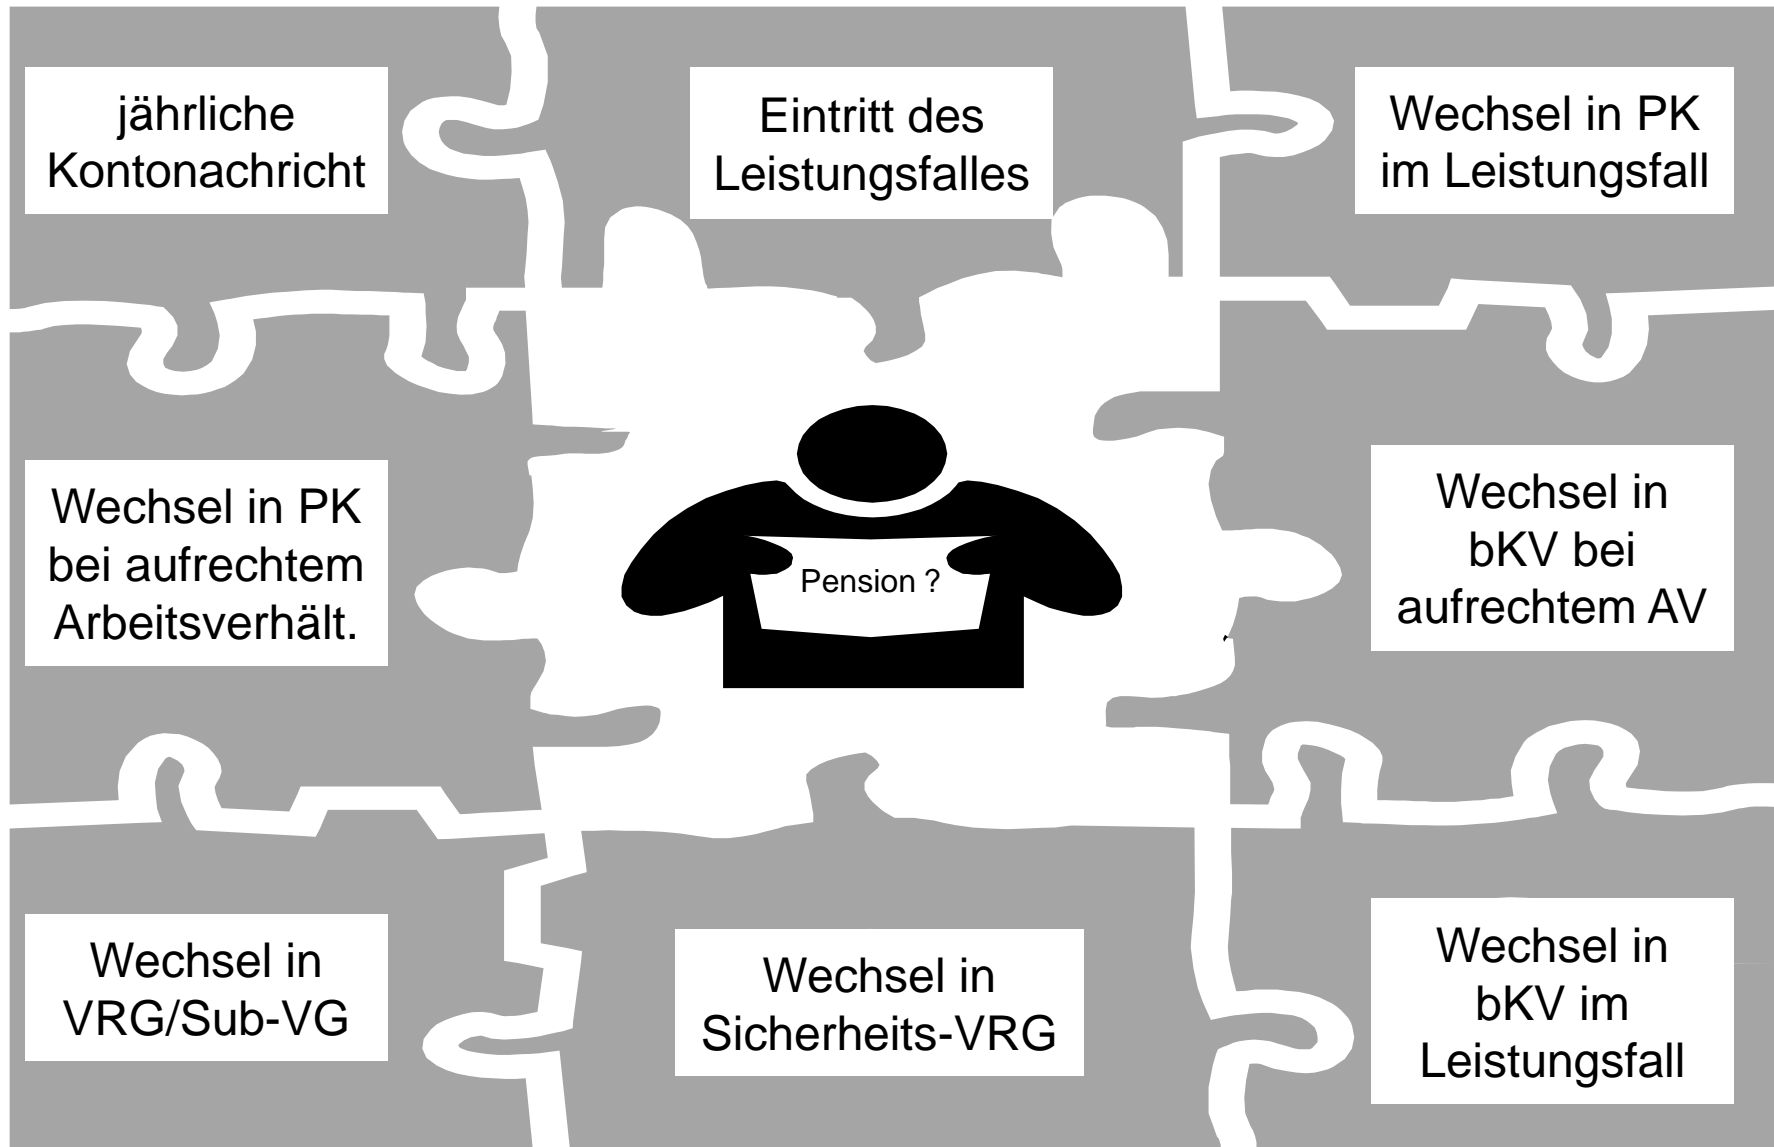 jährliche
Kontonachricht
Eintritt des
Leistungsfalles
Wechsel in PK
im Leistungsfall
Wechsel in PK
bei aufrechtem
Arbeitsverhält.
Pension ?
Wechsel in
bKV bei
aufrechtem AV
Wechsel in
VRG/Sub-VG
Wechsel in
Sicherheits-VRG
Wechsel in
bKV im
Leistungsfall